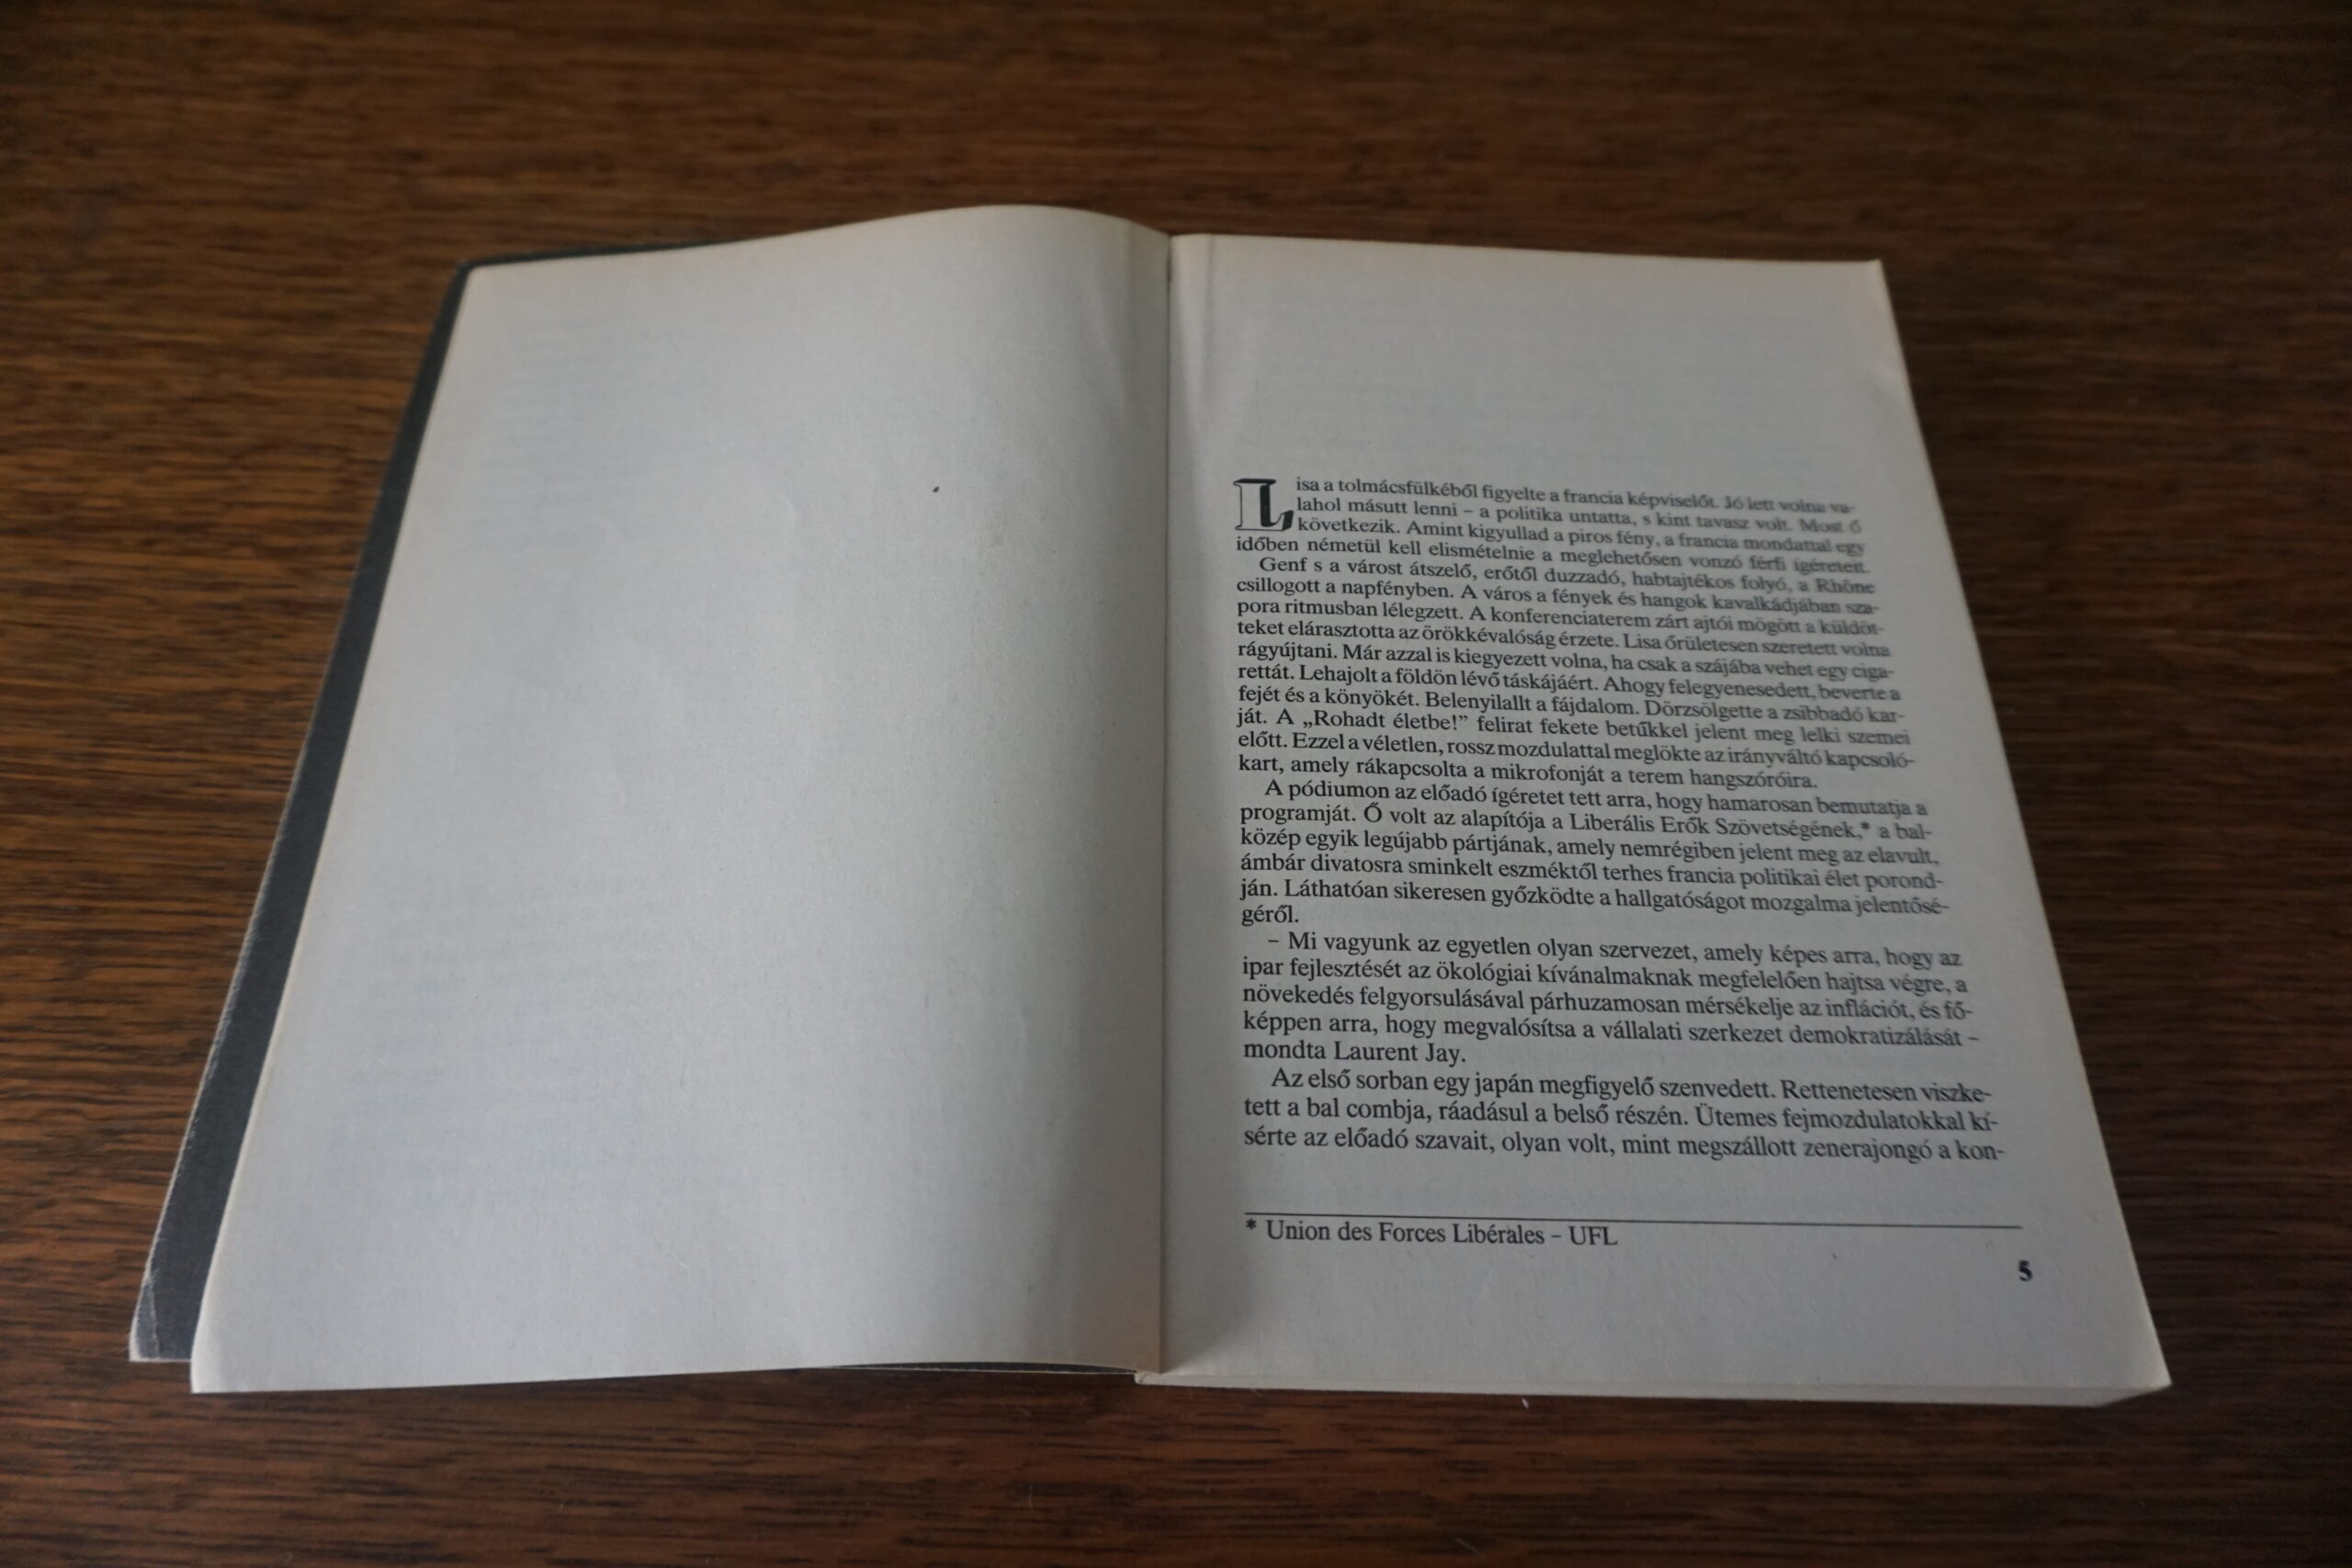 Lisa a tolmácsfülkéből figyelte a francia képviselőt. Jó lett volna va-
lahol másutt lenni – a politika untatta, s kint tavasz volt. Most ő
következik. Amint kigyullad a piros fény, a francia mondattal egy
időben németül kell elismételnie a meglehetősen vonzó férfi ígéreteit.
Genf s a várost átszelő, erőtől duzzadó, habtajtékos folyó, a Rhône
csillogott a napfényben. A város a fények és hangok kavalkádjában sza-
pora ritmusban lélegzett. A konferenciaterem zárt ajtói mögött a küldöt-
teket elárasztotta az örökkévalóság érzete. Lisa őrületesen szeretett volna
rágyújtani. Már azzal is kiegyezett volna, ha csak a szájába vehet egy ciga-
rettát. Lehajolt a földön lévő táskájáért. Ahogy felegyenesedett, beverte a
fejét és a könyökét. Belenyilallt a fájdalom. Dörzsölgette a zsibbadó kar-
ját. A „Rohadt életbe!” felirat fekete betűkkel jelent meg lelki szemei
előtt. Ezzel a véletlen, rossz mozdulattal meglökte az irányváltó kapcsoló-
kart, amely rákapcsolta a mikrofonját a terem hangszóróira.
A pódiumon az előadó ígéretet tett arra, hogy hamarosan bemutatja a
programját. Ő volt az alapítója a Liberális Erők Szövetségének,* a bal-
közép egyik legújabb pártjának, amely nemrégiben jelent meg az elavult,
ámbár divatosra sminkelt eszméktől terhes francia politikai élet porond-
ján. Láthatóan sikeresen győzködte a hallgatóságot mozgalma jelentősé-
géről.
– Mi vagyunk az egyetlen olyan szervezet, amely képes arra, hogy az
ipar fejlesztését az ökológiai kívánalmaknak megfelelően hajtsa végre, a
növekedés felgyorsulásával párhuzamosan mérsékelje az inflációt, és fő-
képpen arra, hogy megvalósítsa a vállalati szerkezet demokratizálását –
mondta Laurent Jay.
Az első sorban egy japán megfigyelő szenvedett. Rettenetesen viszke-
tett a bal combja, ráadásul a belső részén. Ütemes fejmozdulatokkal kí-
sérte az előadó szavait, olyan volt, mint megszállott zenerajongó a kon-
* Union des Forces Libérales – UFL
5